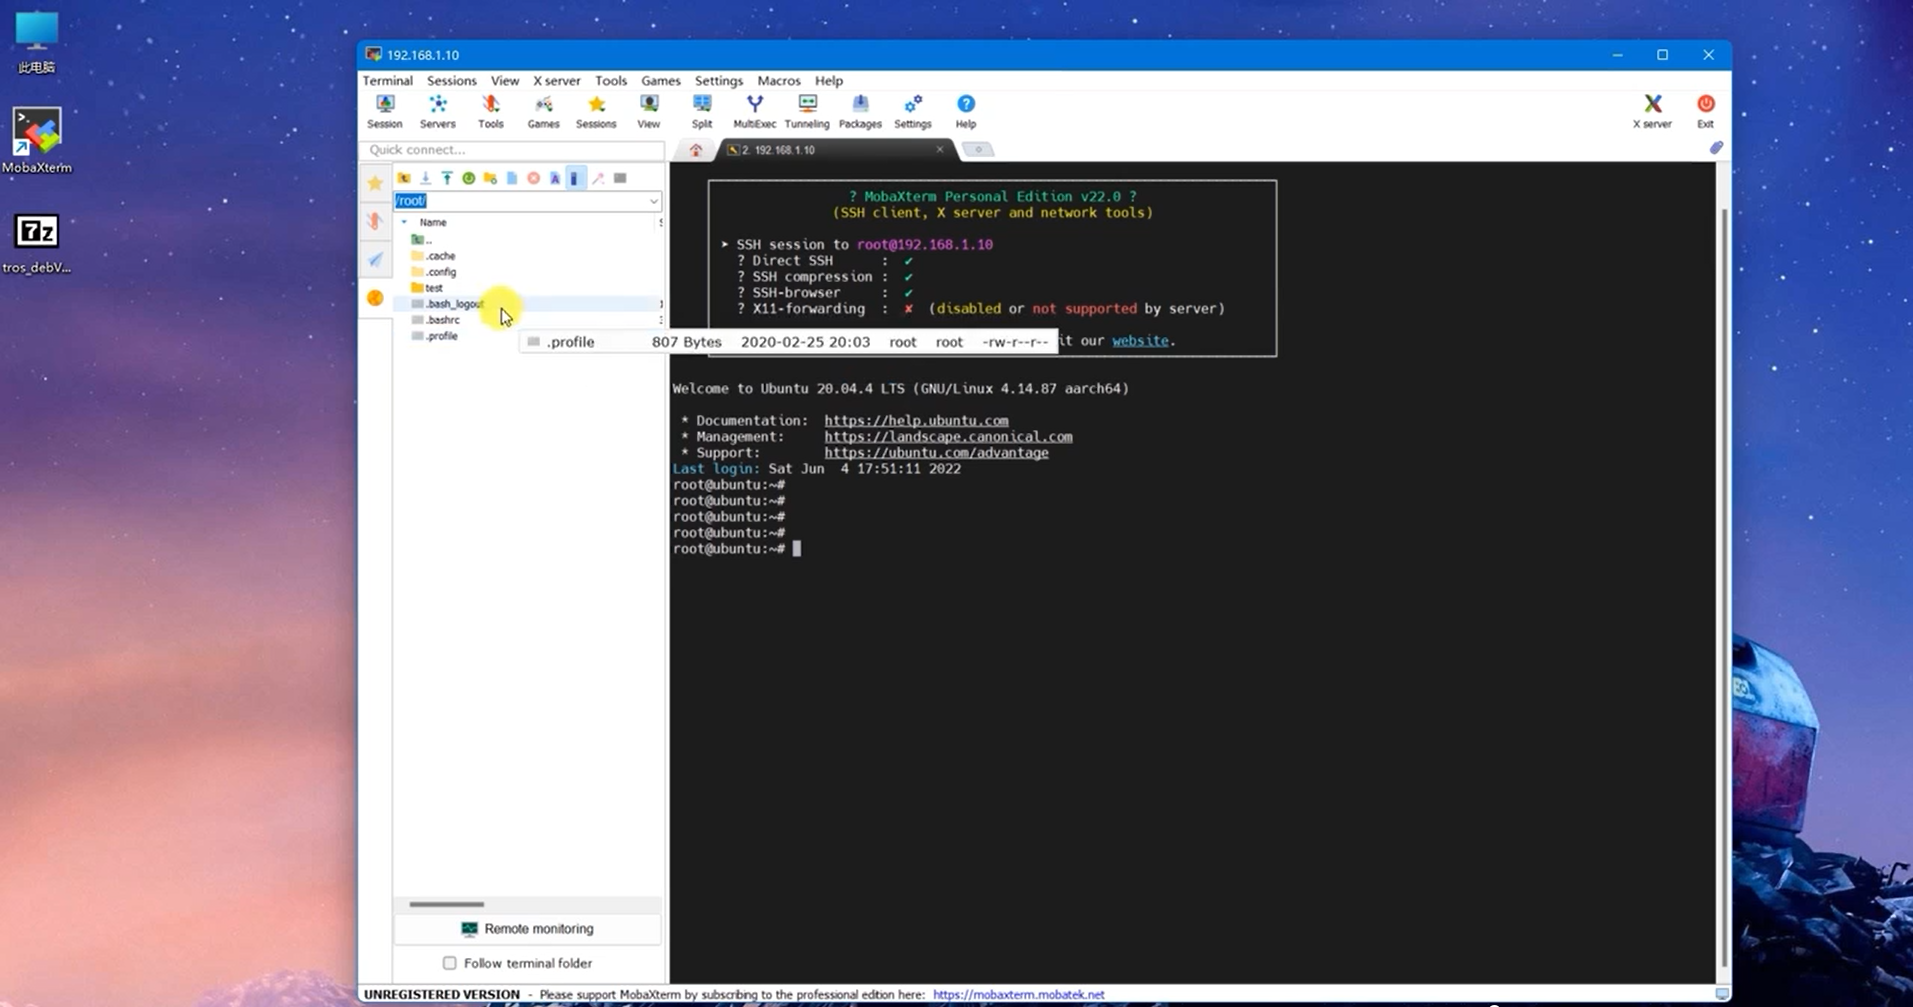 此电脑
MobaXterm
7z
tros_debV...
192.168.1.10
Terminal Sessions View X server Tools Games Settings Macros Help
Session Servers Tools Games Sessions View Split MultiExec Tunneling Packages Settings Help X server Exit
Quick connect...
2. 192.168.1.10
/root/
Name
..
.cache
.config
test
.bash_logout
.bashrc
.profile
.profile 807 Bytes 2020-02-25 20:03 root root -rw-r--r--
? MobaXterm Personal Edition v22.0 ?
(SSH client, X server and network tools)
➤ SSH session to root@192.168.1.10
? Direct SSH : ✔
? SSH compression : ✔
? SSH-browser : ✔
? X11-forwarding : ✘ (disabled or not supported by server)
it our website.
Welcome to Ubuntu 20.04.4 LTS (GNU/Linux 4.14.87 aarch64)
* Documentation: https://help.ubuntu.com
* Management: https://landscape.canonical.com
* Support: https://ubuntu.com/advantage
Last login: Sat Jun 4 17:51:11 2022
root@ubuntu:~#
root@ubuntu:~#
root@ubuntu:~#
root@ubuntu:~#
root@ubuntu:~#
Remote monitoring
Follow terminal folder
UNREGISTERED VERSION - Please support MobaXterm by subscribing to the professional edition here: https://mobaxterm.mobatek.net